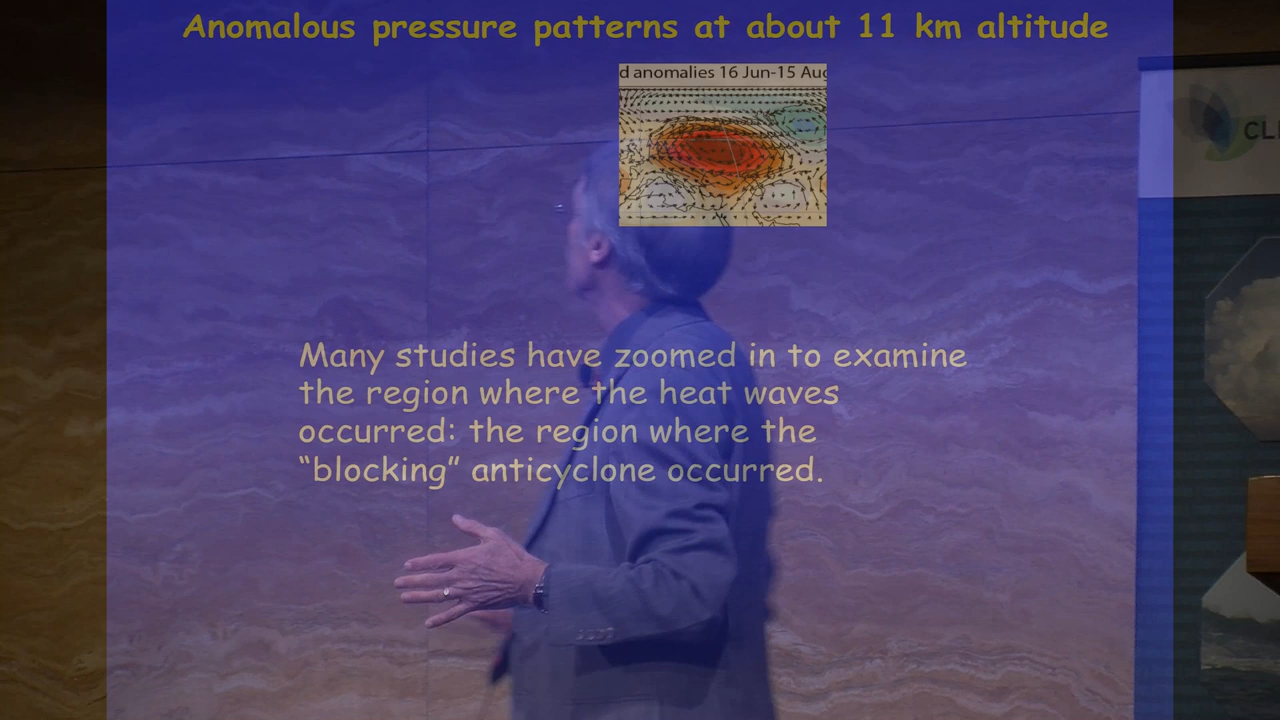 Anomalous pressure patterns at about 11 km altitude
d anomalies 16 Jun-15 Aug
CL
Many studies have zoomed in to examine
the region where the heat waves
occurred: the region where the
“blocking” anticyclone occurred.